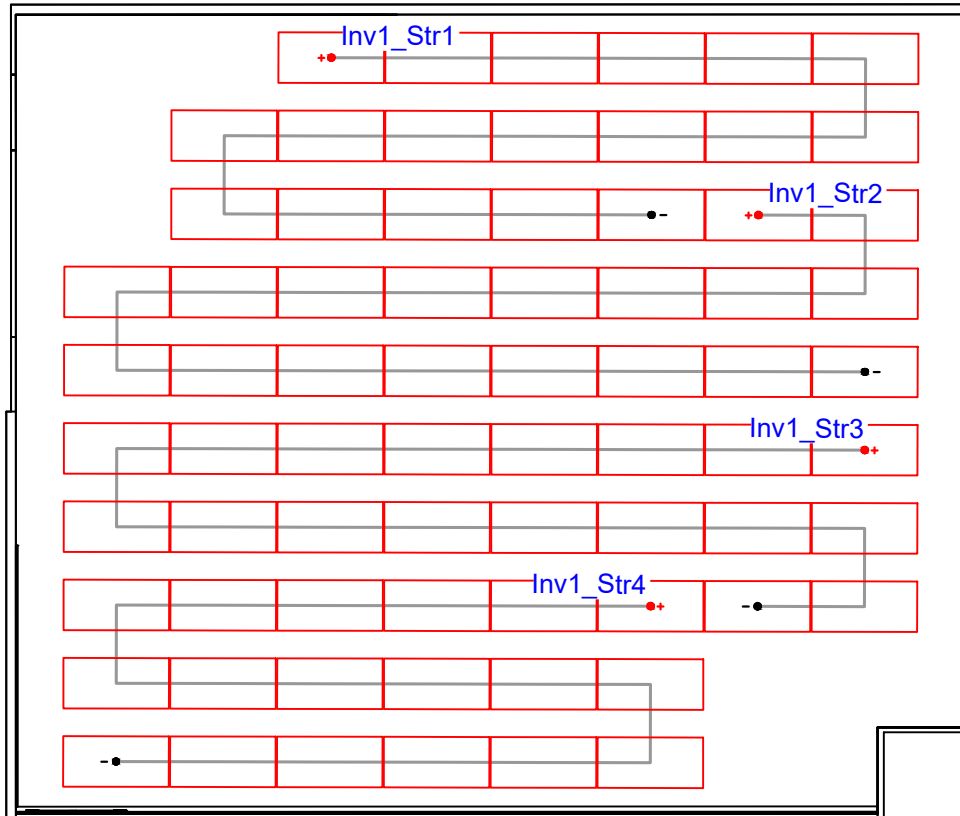 Inv1_Str1
+
-
Inv1_Str2
+
-
Inv1_Str3
+
Inv1_Str4
+
-
-